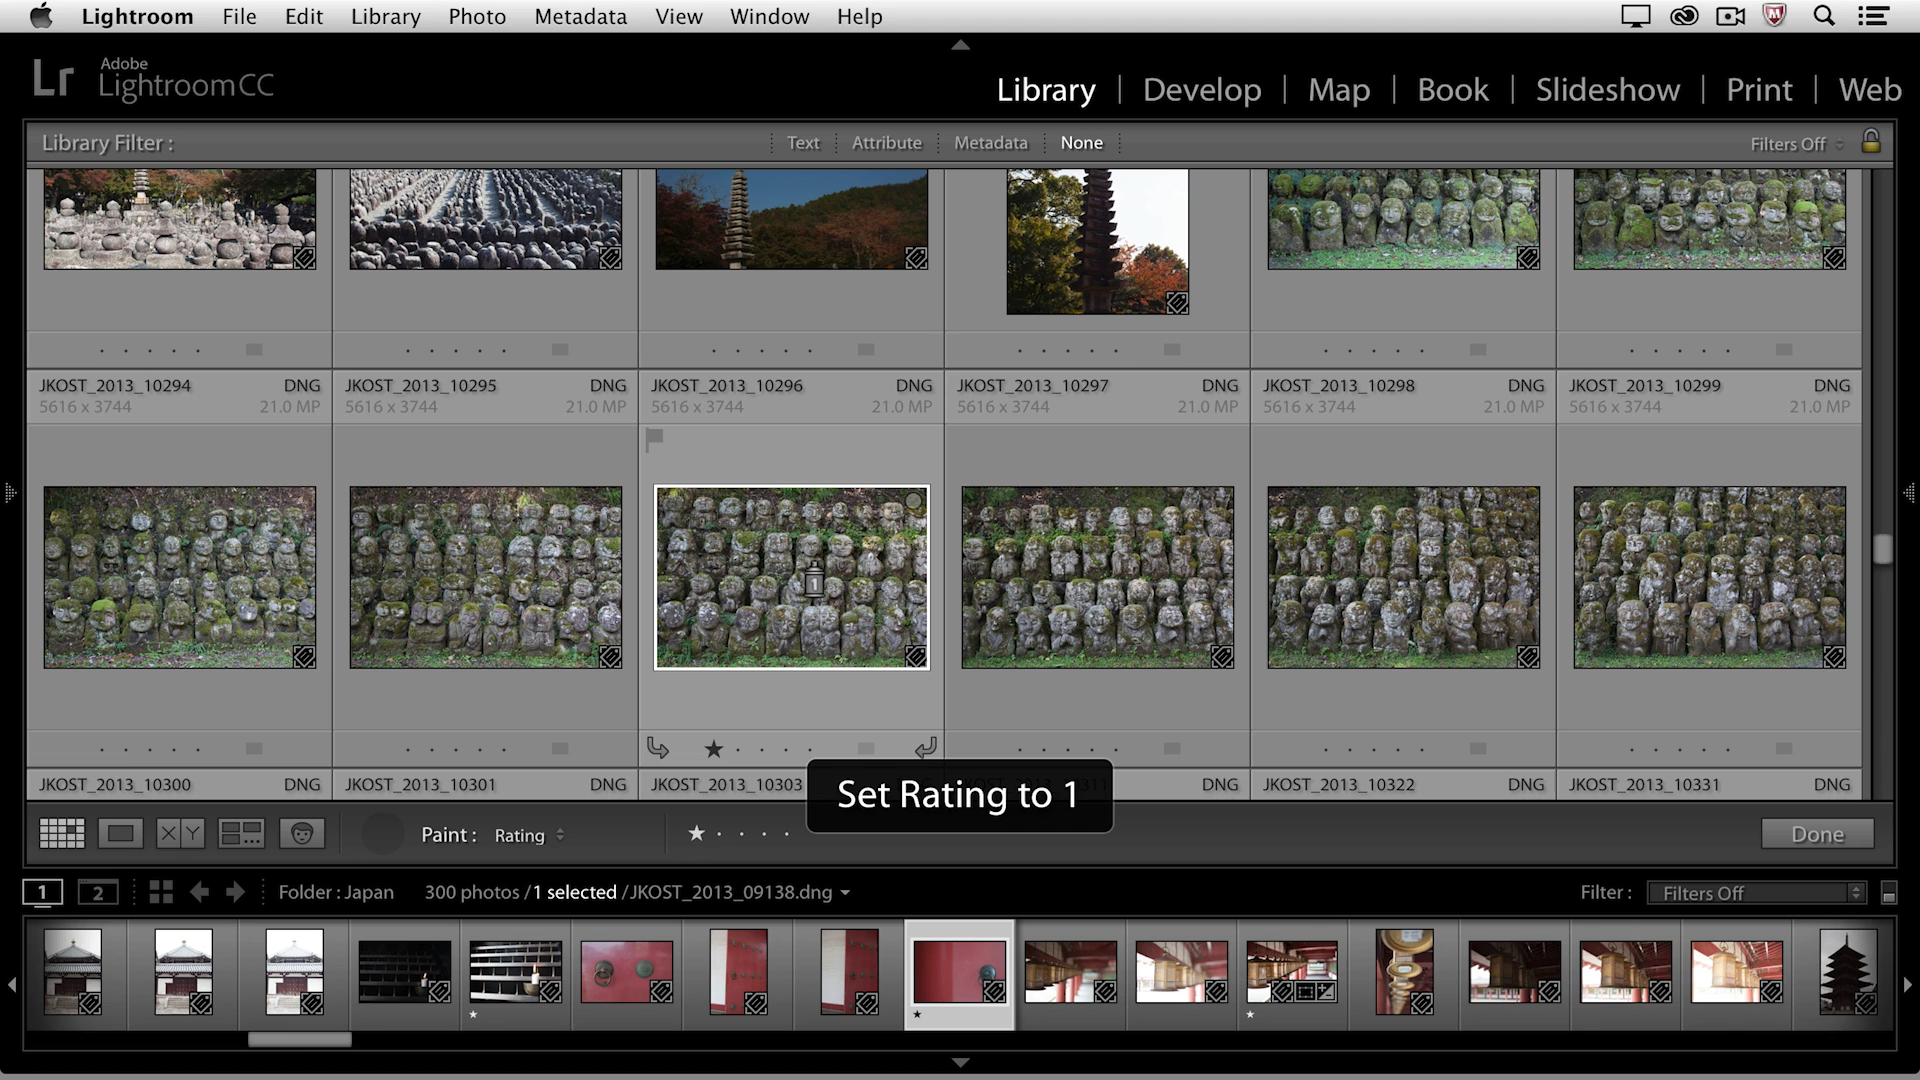 Lightroom File Edit Library Photo Metadata View Window Help
Lr Adobe
Lightroom CC
Library | Develop | Map | Book | Slideshow | Print | Web
Library Filter : Text Attribute Metadata None Filters Off
JKOST_2013_10294 DNG JKOST_2013_10295 DNG JKOST_2013_10296 DNG JKOST_2013_10297 DNG JKOST_2013_10298 DNG JKOST_2013_10299 DNG
5616 x 3744 21.0 MP 5616 x 3744 21.0 MP 5616 x 3744 21.0 MP 5616 x 3744 21.0 MP 5616 x 3744 21.0 MP 5616 x 3744 21.0 MP
1
JKOST_2013_10300 DNG JKOST_2013_10301 DNG JKOST_2013_10303 DNG JKOST_2013_10322 DNG JKOST_2013_10331 DNG
Set Rating to 1
XY Paint : Rating Done
1 2 Folder : Japan 300 photos / 1 selected / JKOST_2013_09138.dng Filter : Filters Off